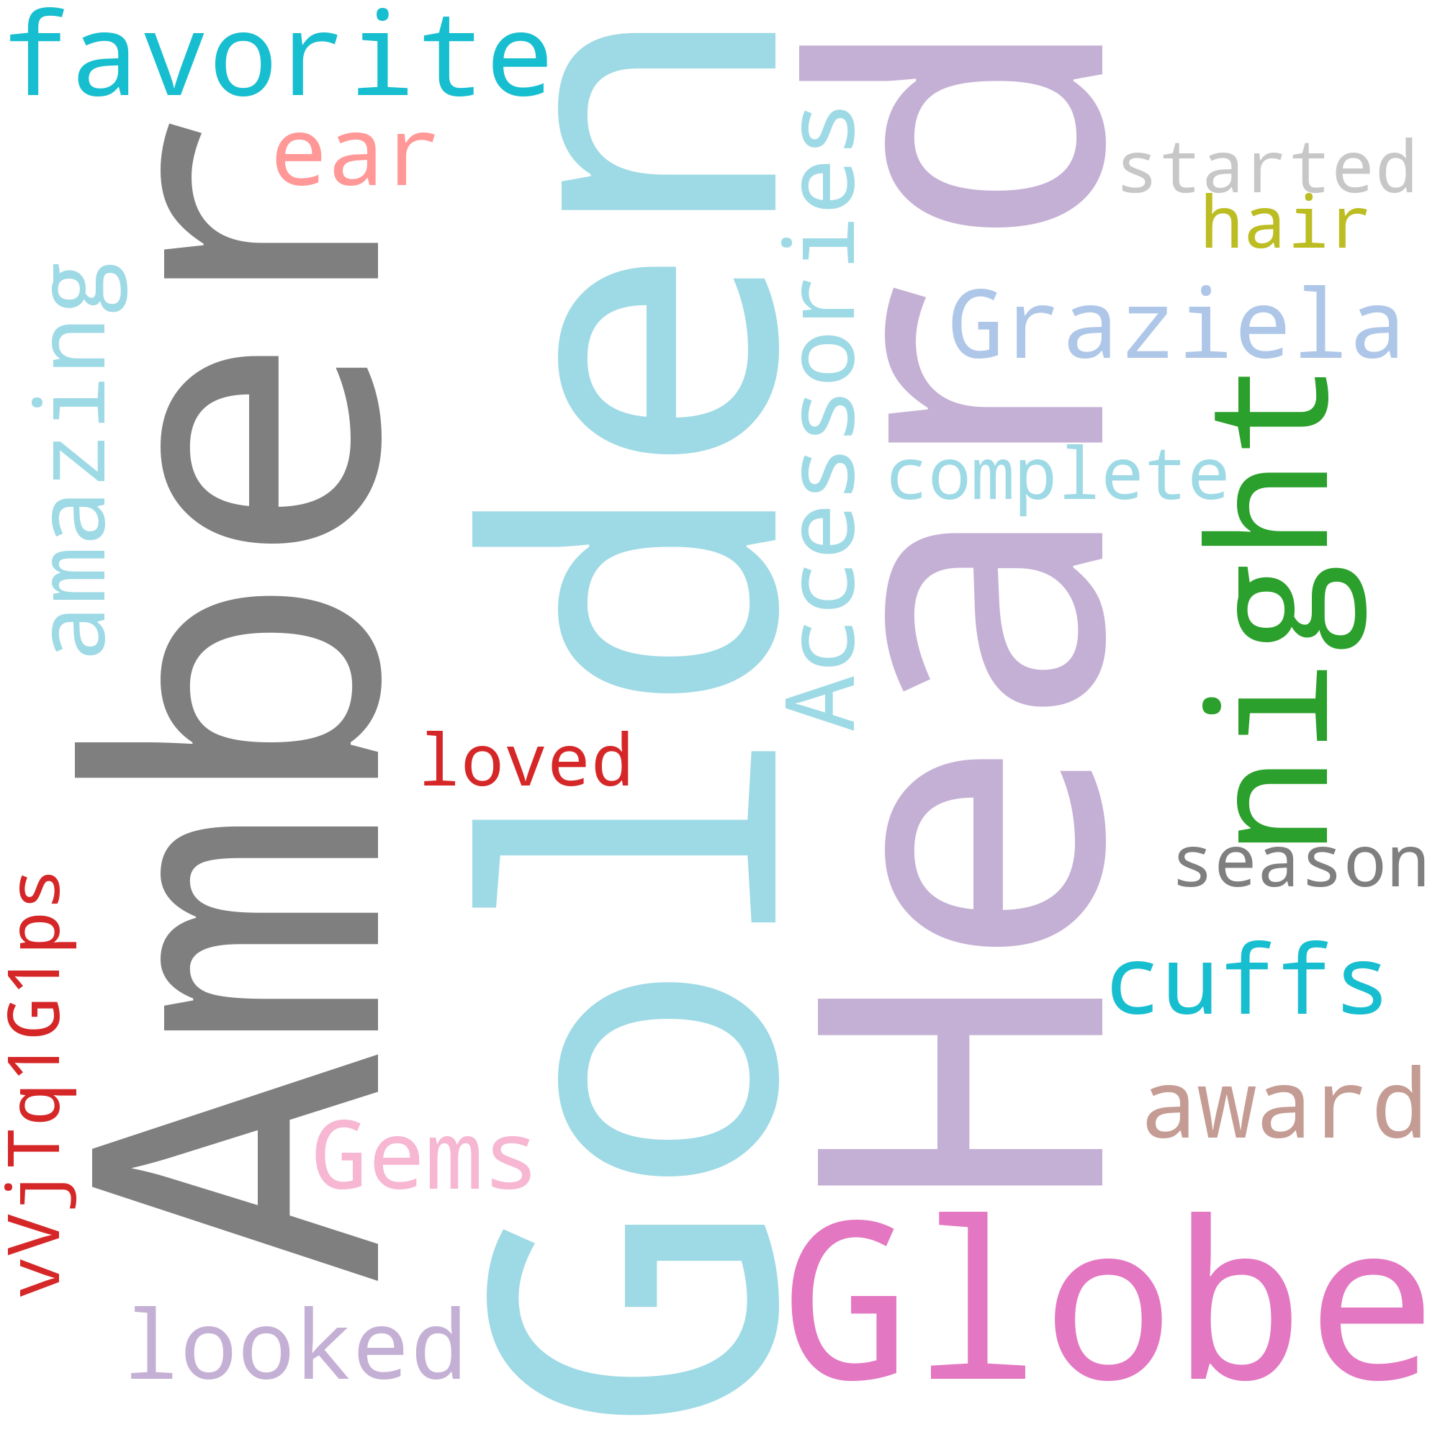 favorite
ear
amazing
Amber
vVjTq1G1ps
Gems
looked
loved
Golden
Accessories
Heard
started
hair
Graziela
complete
night
season
cuffs
award
Globe